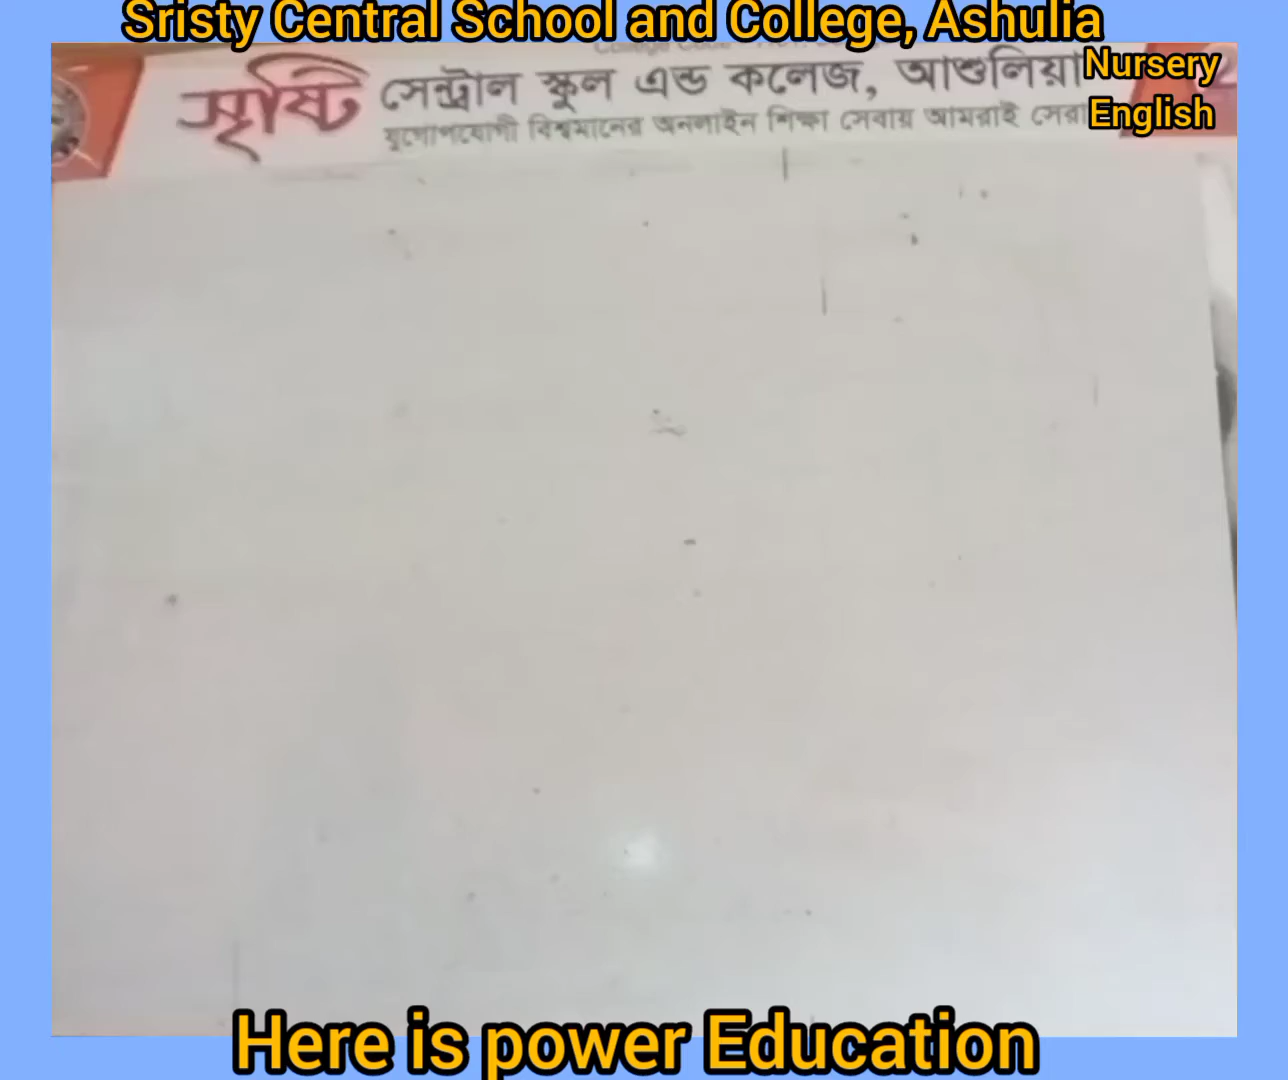 Sristy Central School and College, Ashulia
সৃষ্টি সেন্ট্রাল স্কুল এন্ড কলেজ, আশুলিয়া
Nursery
যুগোপযোগী বিশ্বমানের অনলাইন শিক্ষা সেবায় আমরাই সেরা
English
Here is power Education